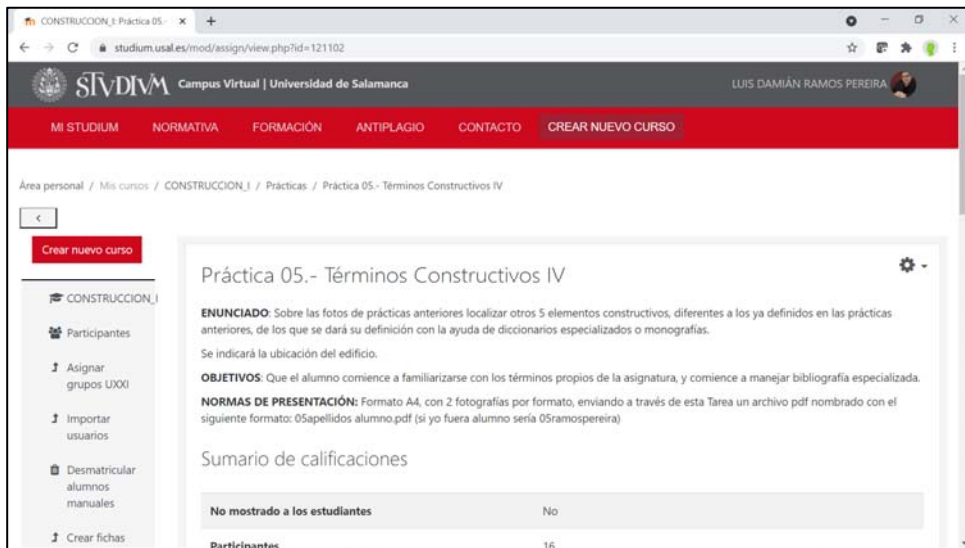 CONSTRUCCION_I: Práctica 05.-
studium.usal.es/mod/assign/view.php?id=121102
STVDIVM Campus Virtual | Universidad de Salamanca
LUIS DAMIÁN RAMOS PEREIRA
MI STUDIUM NORMATIVA FORMACIÓN ANTIPLAGIO CONTACTO CREAR NUEVO CURSO
Área personal / Mis cursos / CONSTRUCCION_I / Prácticas / Práctica 05.- Términos Constructivos IV
Crear nuevo curso
CONSTRUCCION_I
Participantes
Asignar
grupos UXXI
Importar
usuarios
Desmatricular
alumnos
manuales
Crear fichas
Práctica 05.- Términos Constructivos IV
ENUNCIADO: Sobre las fotos de prácticas anteriores localizar otros 5 elementos constructivos, diferentes a los ya definidos en las prácticas
anteriores, de los que se dará su definición con la ayuda de diccionarios especializados o monografías.
Se indicará la ubicación del edificio.
OBJETIVOS: Que el alumno comience a familiarizarse con los términos propios de la asignatura, y comience a manejar bibliografía especializada.
NORMAS DE PRESENTACIÓN: Formato A4, con 2 fotografías por formato, enviando a través de esta Tarea un archivo pdf nombrado con el
siguiente formato: 05apellidos alumno.pdf (si yo fuera alumno sería 05ramospereira)
Sumario de calificaciones
No mostrado a los estudiantes No
Participantes 16